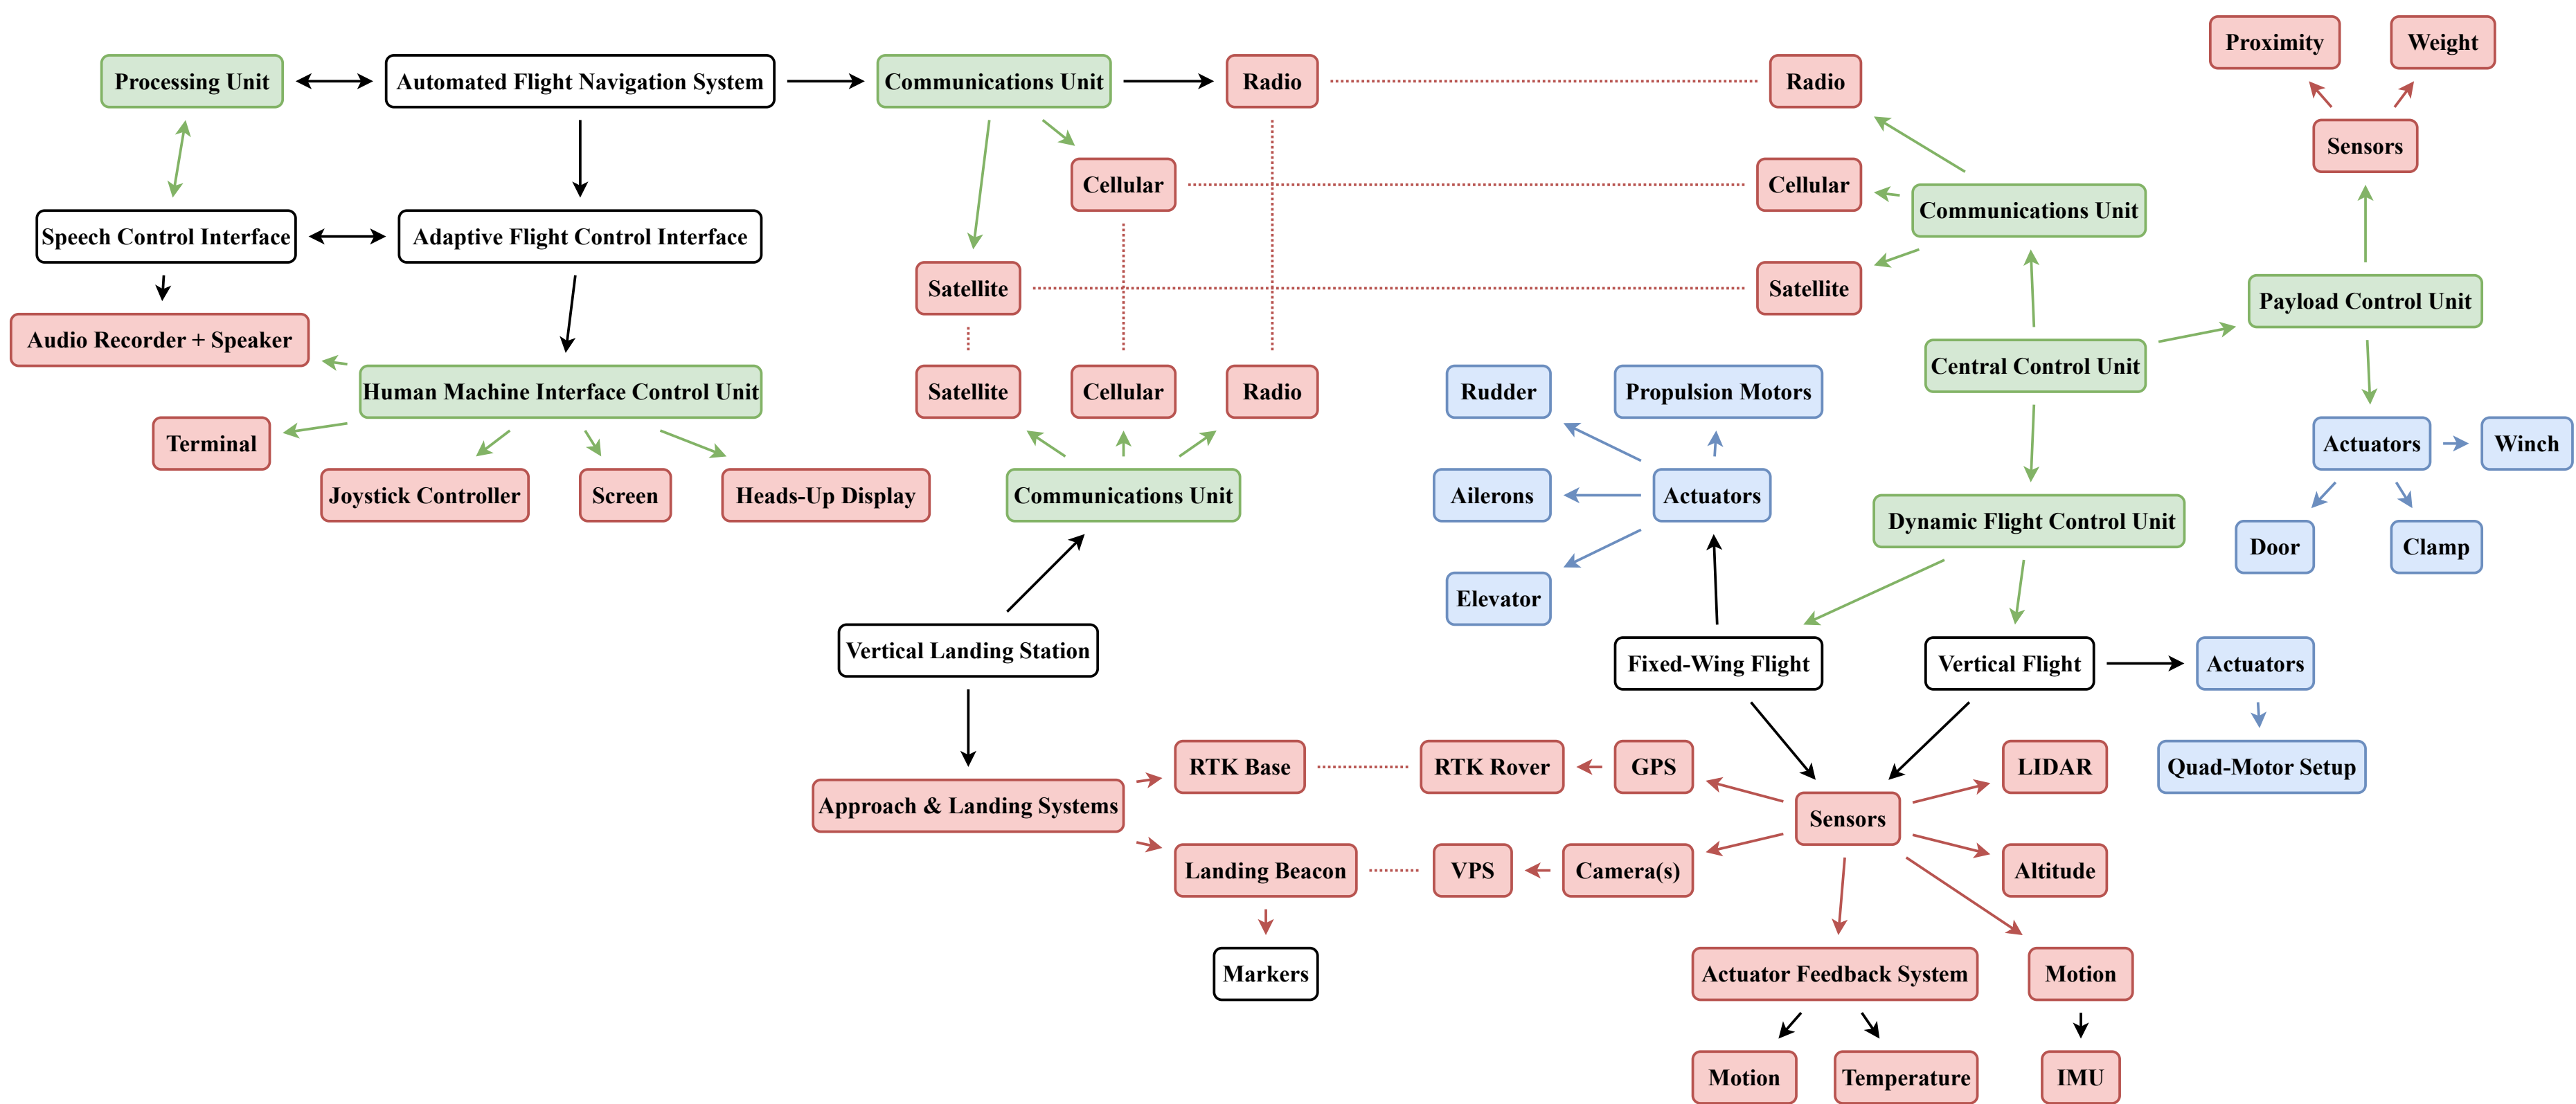 Proximity
Weight
Processing Unit
Automated Flight Navigation System
Communications Unit
Radio
Radio
Sensors
Cellular
Cellular
Communications Unit
Speech Control Interface
Adaptive Flight Control Interface
Satellite
Satellite
Payload Control Unit
Audio Recorder + Speaker
Central Control Unit
Human Machine Interface Control Unit
Satellite
Cellular
Radio
Rudder
Propulsion Motors
Terminal
Actuators
Winch
Joystick Controller
Screen
Heads-Up Display
Communications Unit
Ailerons
Actuators
Dynamic Flight Control Unit
Door
Clamp
Elevator
Vertical Landing Station
Fixed-Wing Flight
Vertical Flight
Actuators
RTK Base
RTK Rover
GPS
LIDAR
Quad-Motor Setup
Approach & Landing Systems
Sensors
Landing Beacon
VPS
Camera(s)
Altitude
Markers
Actuator Feedback System
Motion
Motion
Temperature
IMU